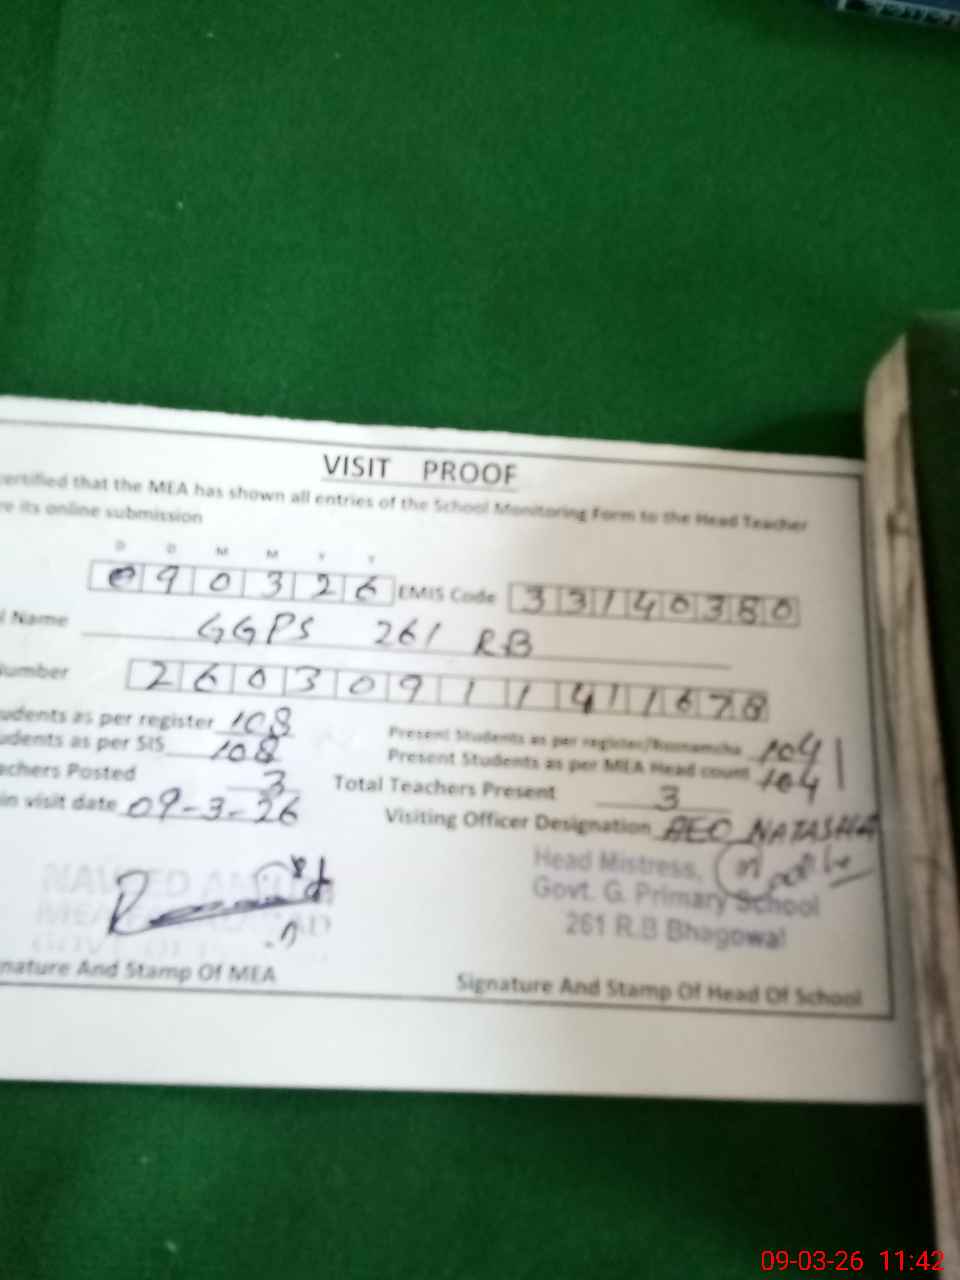 VISIT PROOF
certified that the MEA has shown all entries of the School Monitoring Form to the Head Teacher
re its online submission
D D M M Y Y
090326 EMIS Code 33140380
l Name GGPS 261 RB
umber 2603091141678
udents as per register 108 Present Students as per register/Roznamcha 104
udents as per SIS 108 Present Students as per MEA Head count 104
achers Posted 3 Total Teachers Present 3
in visit date 09-3-26 Visiting Officer Designation AEO NATASHA
Head Mistress,
Govt. G. Primary School
261 R.B Bhagowal
nature And Stamp Of MEA Signature And Stamp Of Head Of School
09-03-26 11:42